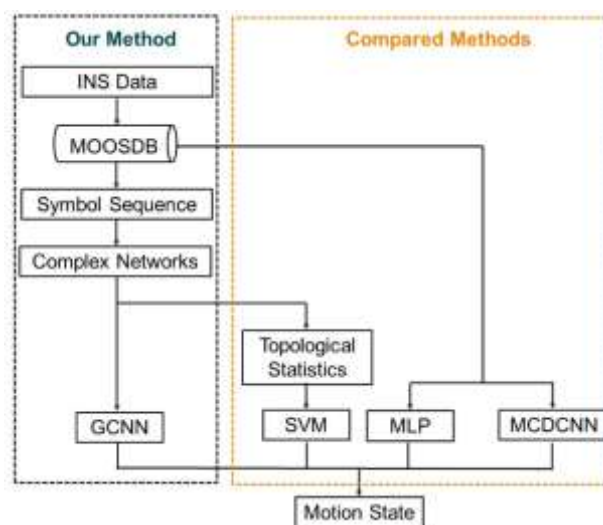 Our Method
Compared Methods
INS Data
MOOSDB
Symbol Sequence
Complex Networks
Topological
Statistics
GCNN
SVM
MLP
MCDCNN
Motion State